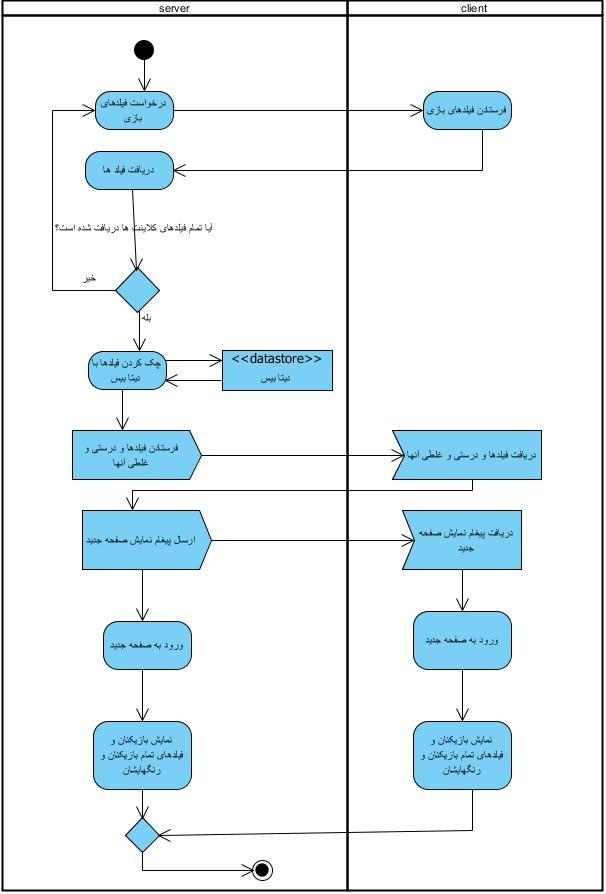 server
client
درخواست فیلدهای
بازی
فرستادن فیلدهای بازی
دریافت فیلد ها
آیا تمام فیلدهای کلاینت ها دریافت شده است؟
خیر
بله
چک کردن فیلدها با
دیتا بیس
<<datastore>>
دیتا بیس
فرستادن فیلدها و درستی و
غلطی آنها
دریافت فیلدها و درستی و غلطی آنها
ارسال پیغام نمایش صفحه جدید
دریافت پیغام نمایش صفحه
جدید
ورود به صفحه جدید
ورود به صفحه جدید
نمایش بازیکنان و
فیلدهای تمام بازیکنان و
رنگهایشان
نمایش بازیکنان و
فیلدهای تمام بازیکنان و
رنگهایشان